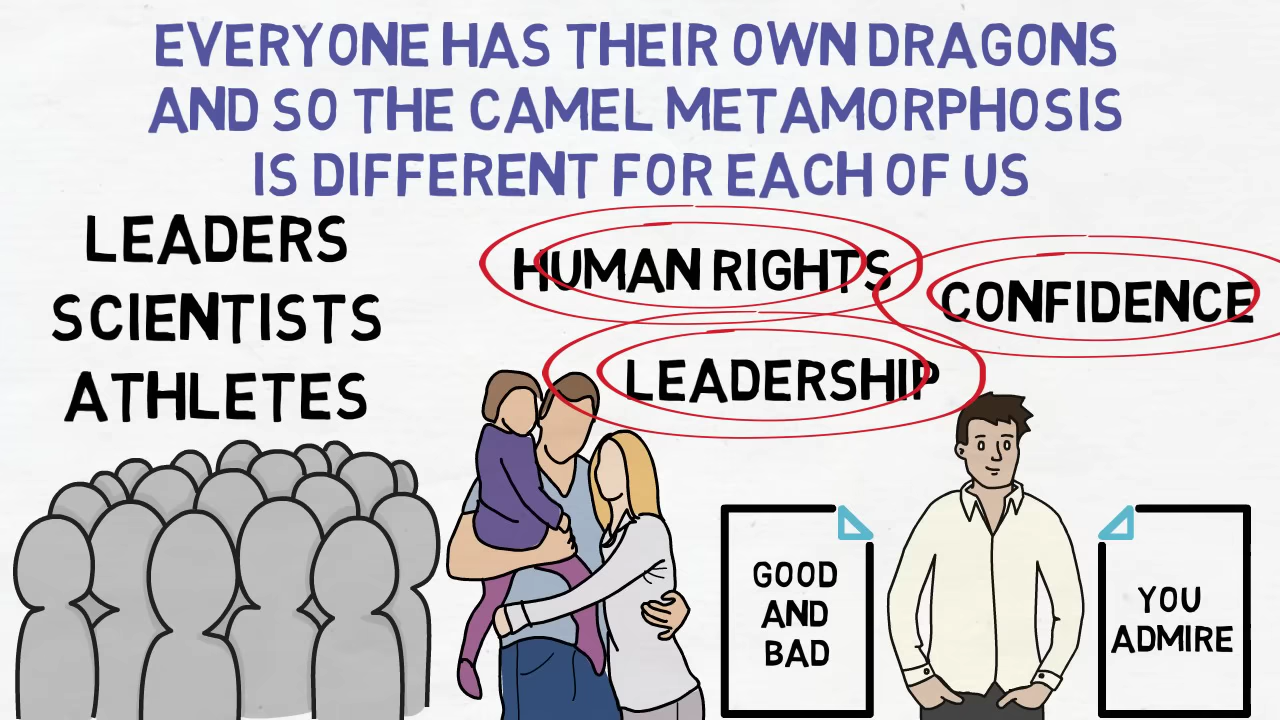 EVERYONE HAS THEIR OWN DRAGONS
AND SO THE CAMEL METAMORPHOSIS
IS DIFFERENT FOR EACH OF US
LEADERS
SCIENTISTS
ATHLETES
HUMAN RIGHTS
CONFIDENCE
LEADERSHIP
GOOD
AND
BAD
YOU
ADMIRE